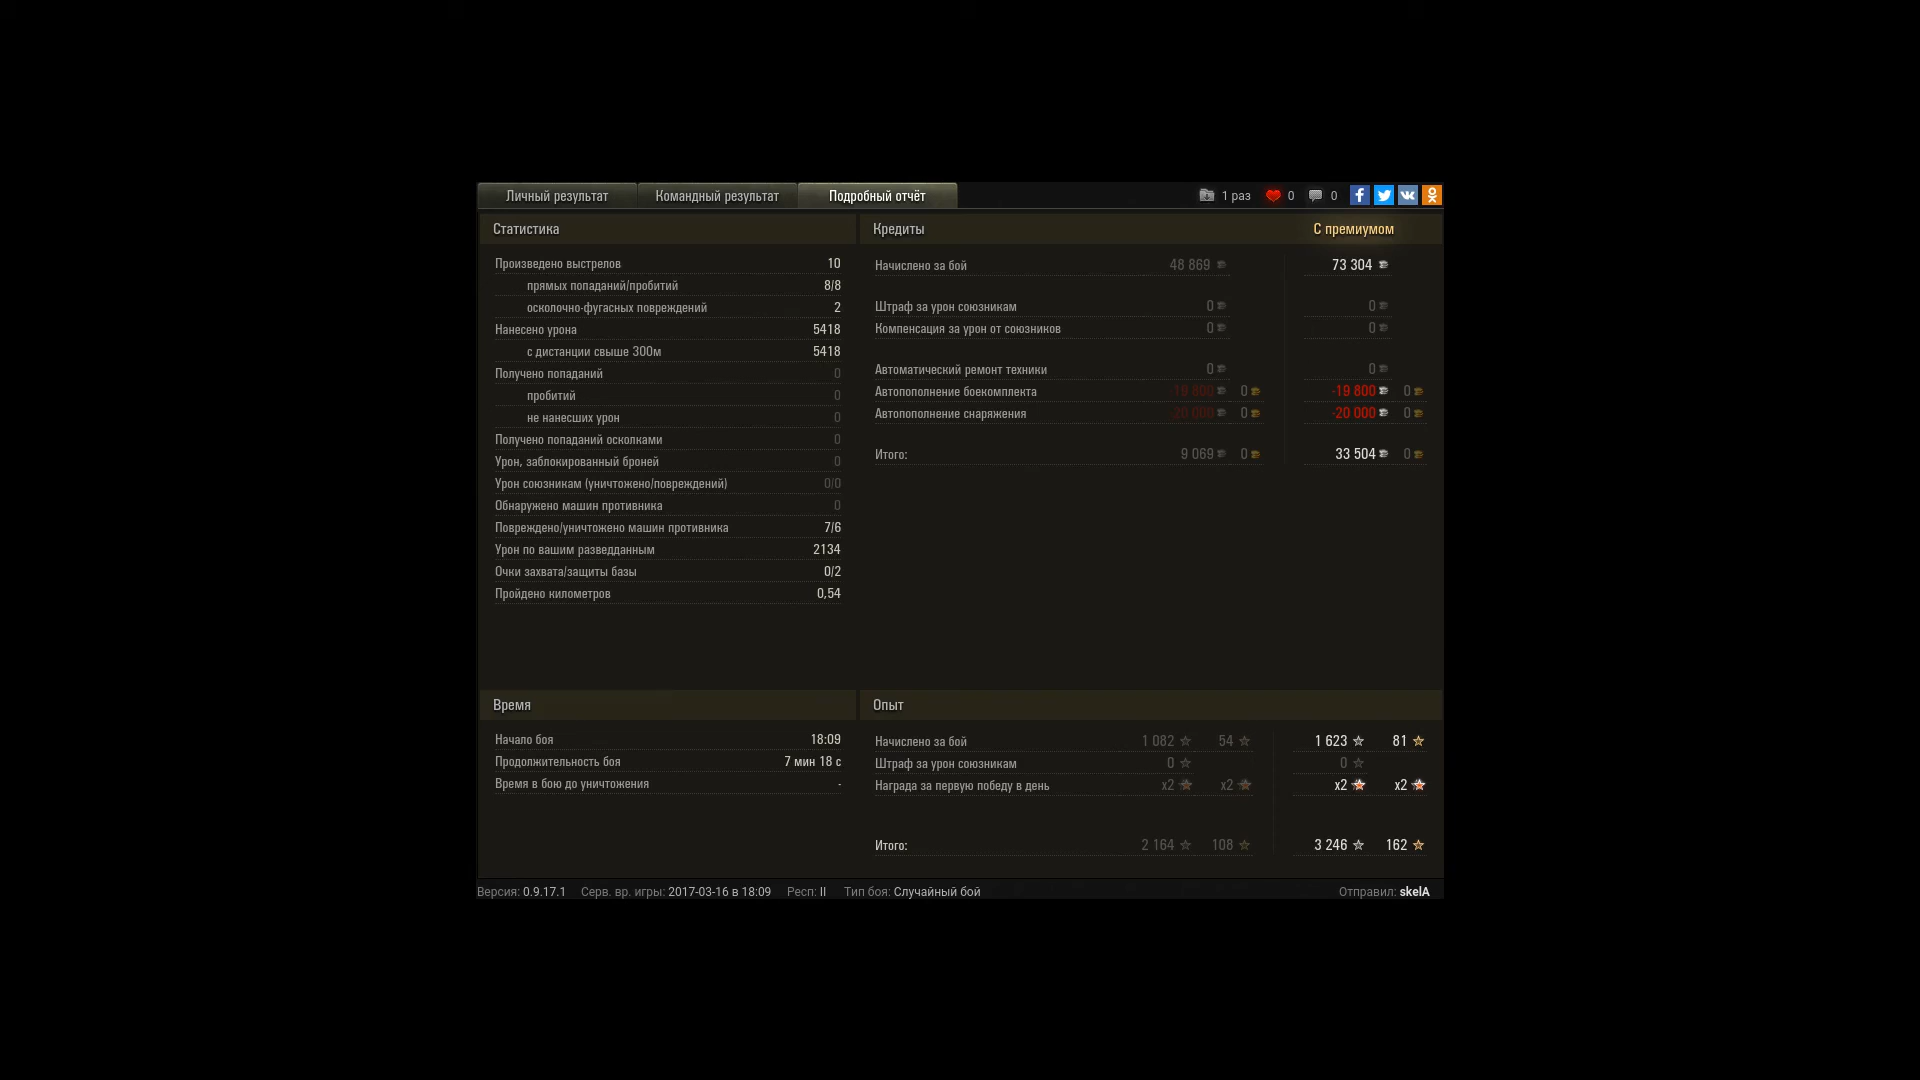 Личный результат Командный результат Подробный отчёт 1 раз 0 0
Статистика
Произведено выстрелов 10
прямых попаданий/пробитий 8/8
осколочно-фугасных повреждений 2
Нанесено урона 5418
с дистанции свыше 300м 5418
Получено попаданий 0
пробитий 0
не нанесших урон 0
Получено попаданий осколками 0
Урон, заблокированный броней 0
Урон союзникам (уничтожено/повреждений) 0/0
Обнаружено машин противника 0
Повреждено/уничтожено машин противника 7/6
Урон по вашим разведданным 2134
Очки захвата/защиты базы 0/2
Пройдено километров 0,54
Кредиты С премиумом
Начислено за бой 48 869 73 304
Штраф за урон союзникам 0 0
Компенсация за урон от союзников 0 0
Автоматический ремонт техники 0 0
Автопополнение боекомплекта -19 800 0 -19 800 0
Автопополнение снаряжения -20 000 0 -20 000 0
Итого: 9 069 0 33 504 0
Время
Начало боя 18:09
Продолжительность боя 7 мин 18 с
Время в бою до уничтожения -
Опыт
Начислено за бой 1 082 54 1 623 81
Штраф за урон союзникам 0 0
Награда за первую победу в день x2 x2 x2 x2
Итого: 2 164 108 3 246 162
Версия: 0.9.17.1 Серв. вр. игры: 2017-03-16 в 18:09 Респ: II Тип боя: Случайный бой Отправил: skelA